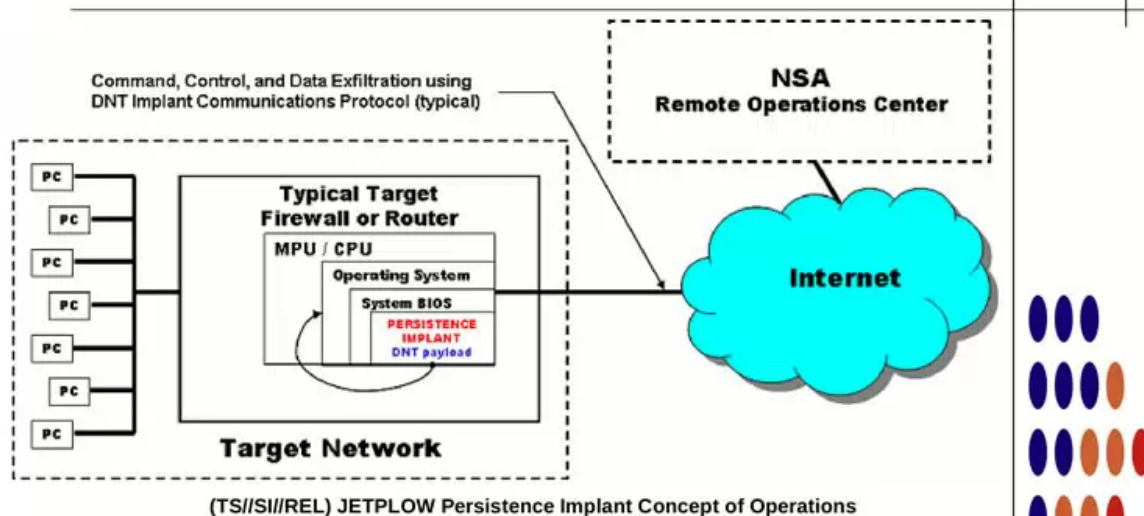 Command, Control, and Data Exfiltration using
DNT Implant Communications Protocol (typical)
NSA
Remote Operations Center
PC
PC
PC
PC
PC
PC
PC
Typical Target
Firewall or Router
MPU / CPU
Operating System
System BIOS
PERSISTENCE
IMPLANT
DNT payload
Internet
Target Network
(TS//SI//REL) JETPLOW Persistence Implant Concept of Operations